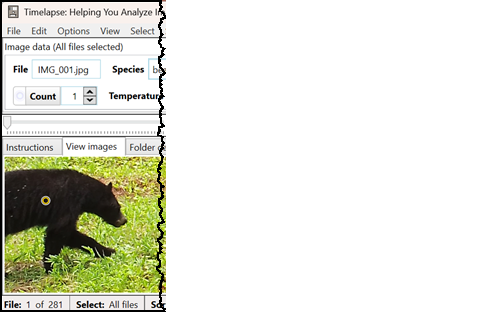 Timelapse: Helping You Analyze
File Edit Options View Select
Image data (All files selected)
File IMG_001.jpg Species
Count 1 Temperature
Instructions View images Folder
File: 1 of 281 Select: All files